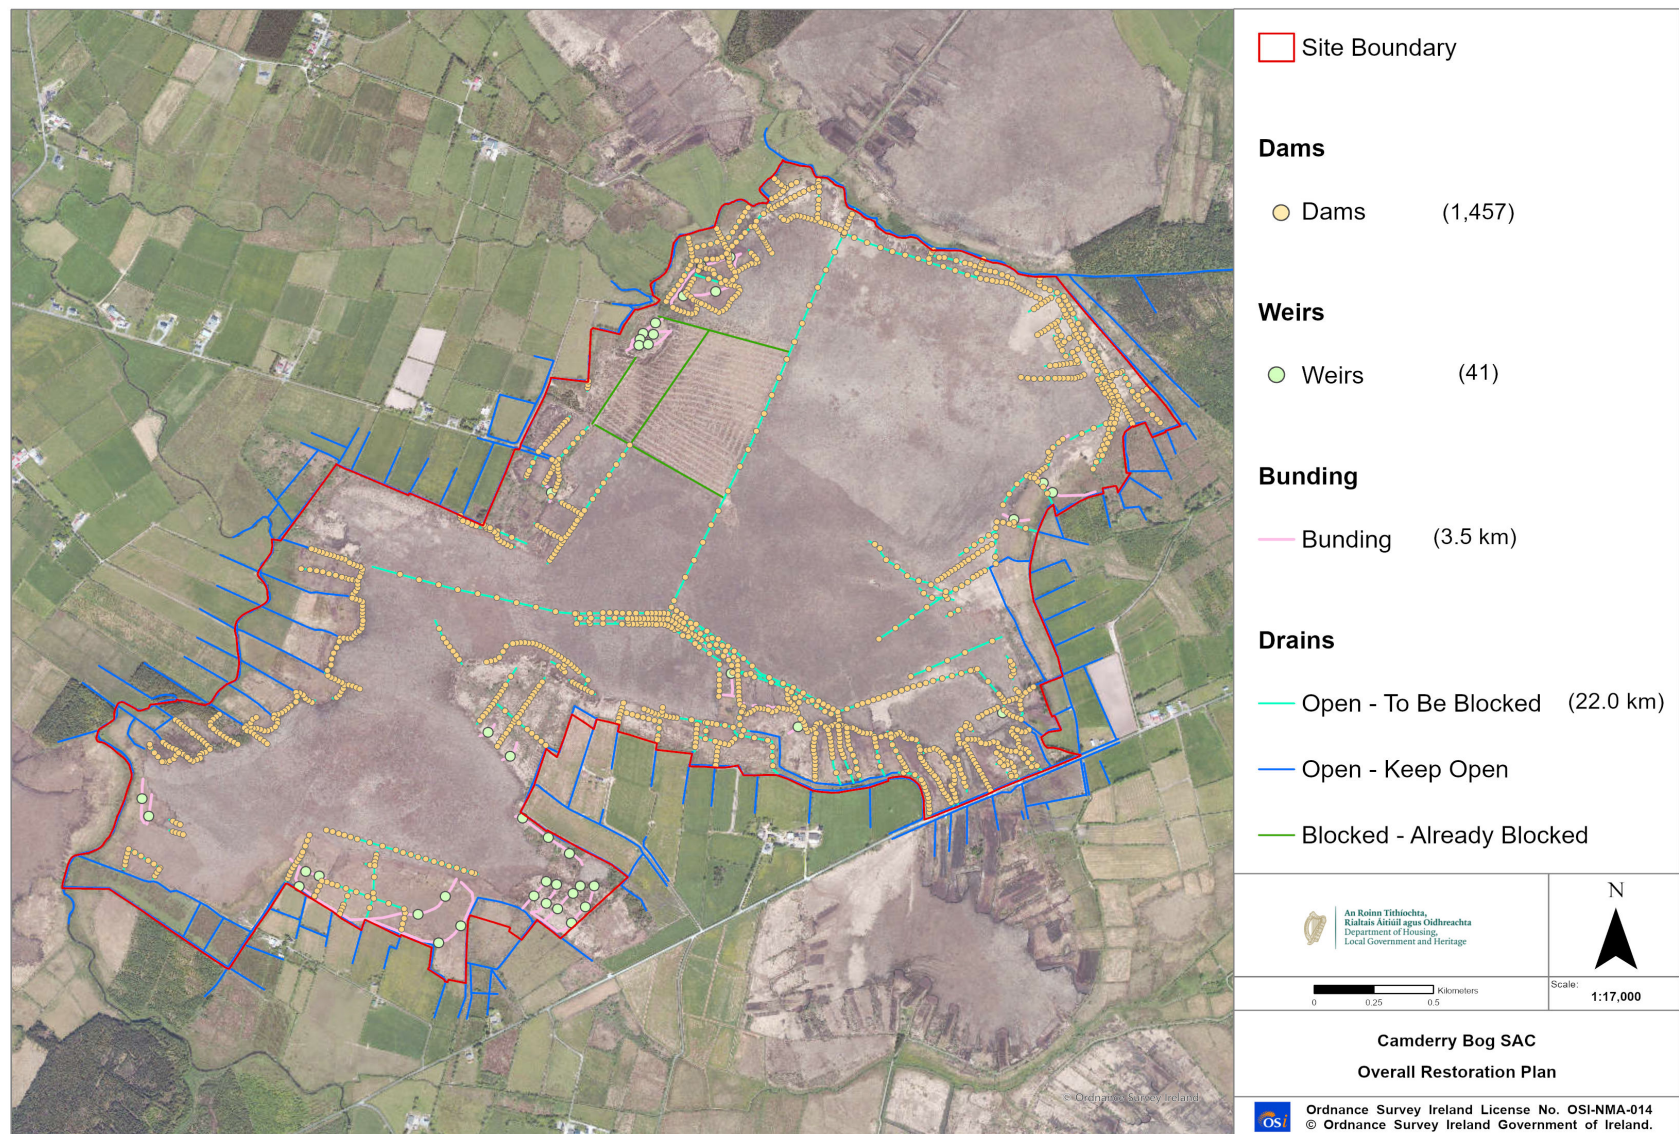 Site Boundary
Dams
Dams (1,457)
Weirs
Weirs (41)
Bunding
Bunding (3.5 km)
Drains
Open - To Be Blocked (22.0 km)
Open - Keep Open
Blocked - Already Blocked
An Roinn Tithíochta,
Rialtais Áitiúil agus Oidhreachta
Department of Housing,
Local Government and Heritage
N
Kilometers
0 0.25 0.5
Scale:
1:17,000
Camderry Bog SAC
Overall Restoration Plan
© Ordnance Survey Ireland
OSi
Ordnance Survey Ireland License No. OSI-NMA-014
© Ordnance Survey Ireland Government of Ireland.